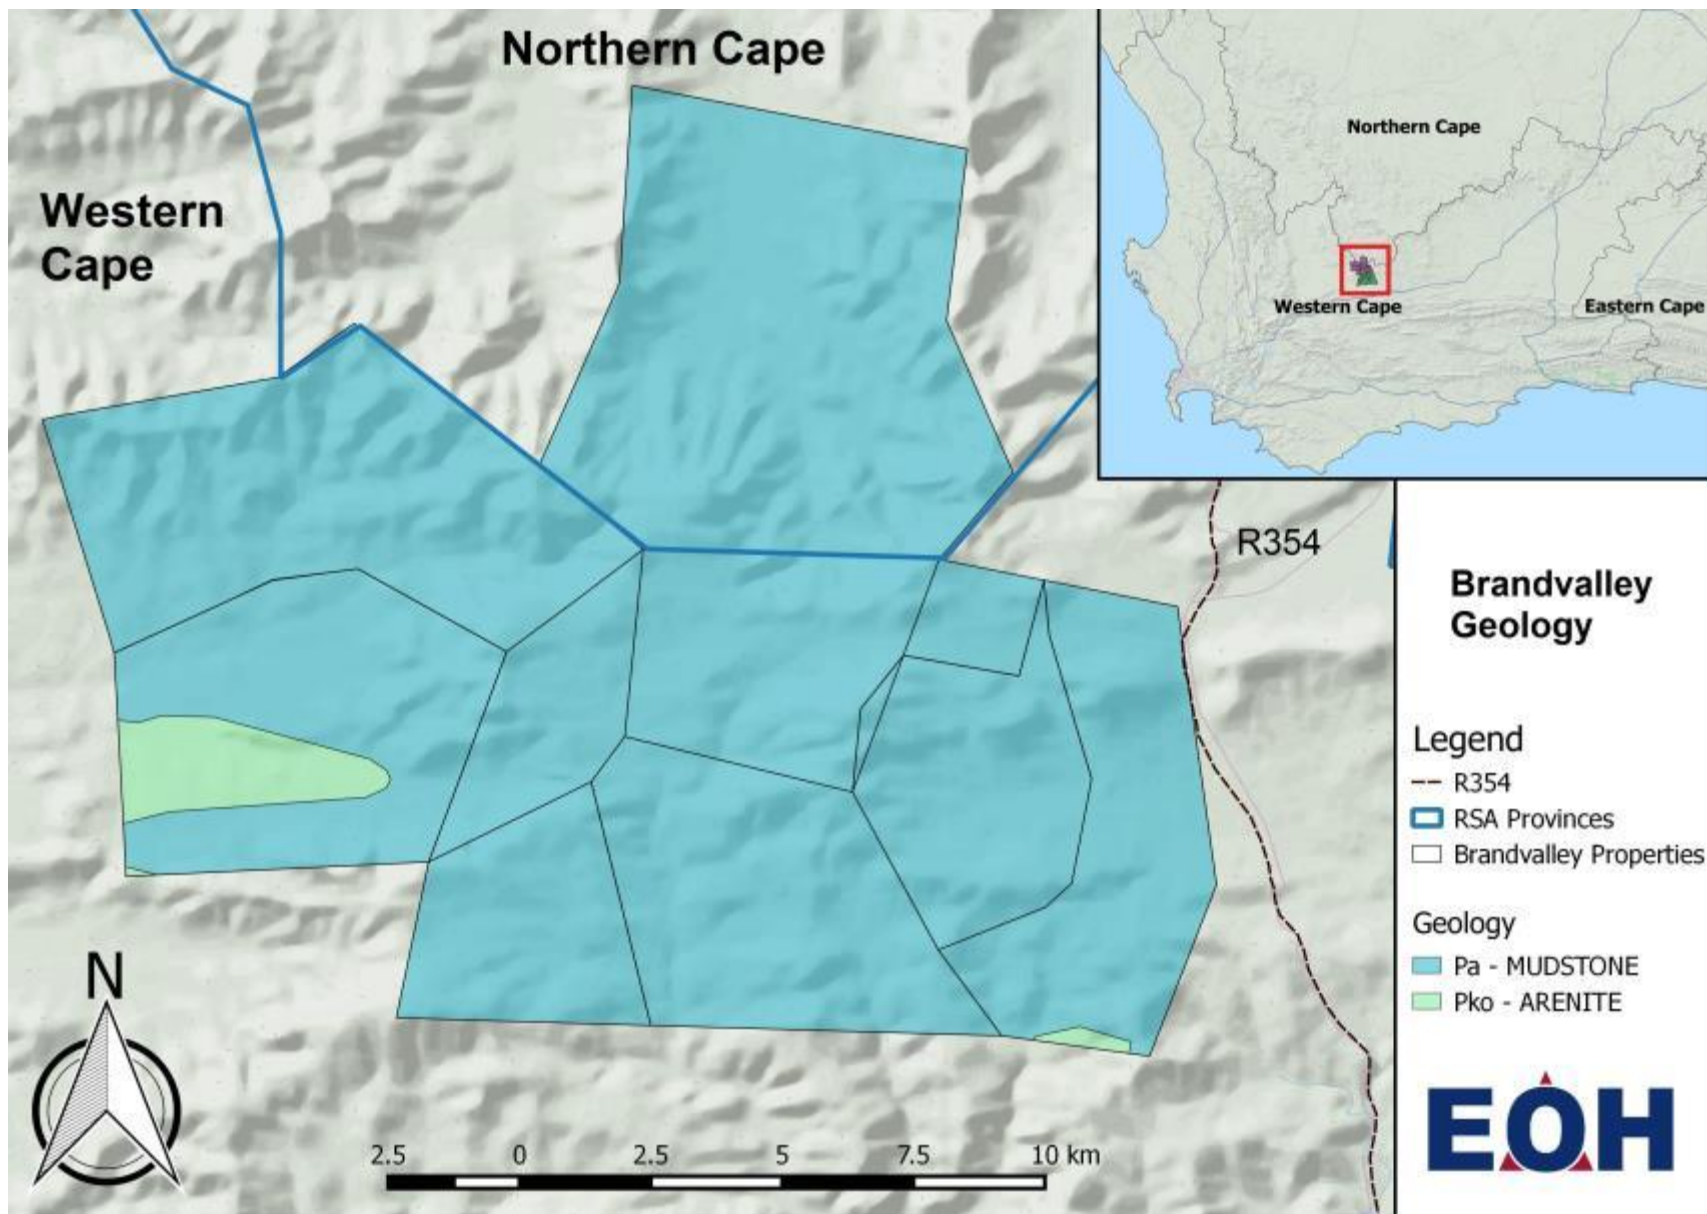 Northern Cape
Western
Cape
Northern Cape
Western Cape
Eastern Cape
R354
Brandvalley
Geology
Legend
R354
RSA Provinces
Brandvalley Properties
Geology
Pa - MUDSTONE
Pko - ARENITE
N
2.5 0 2.5 5 7.5 10 km
EOH